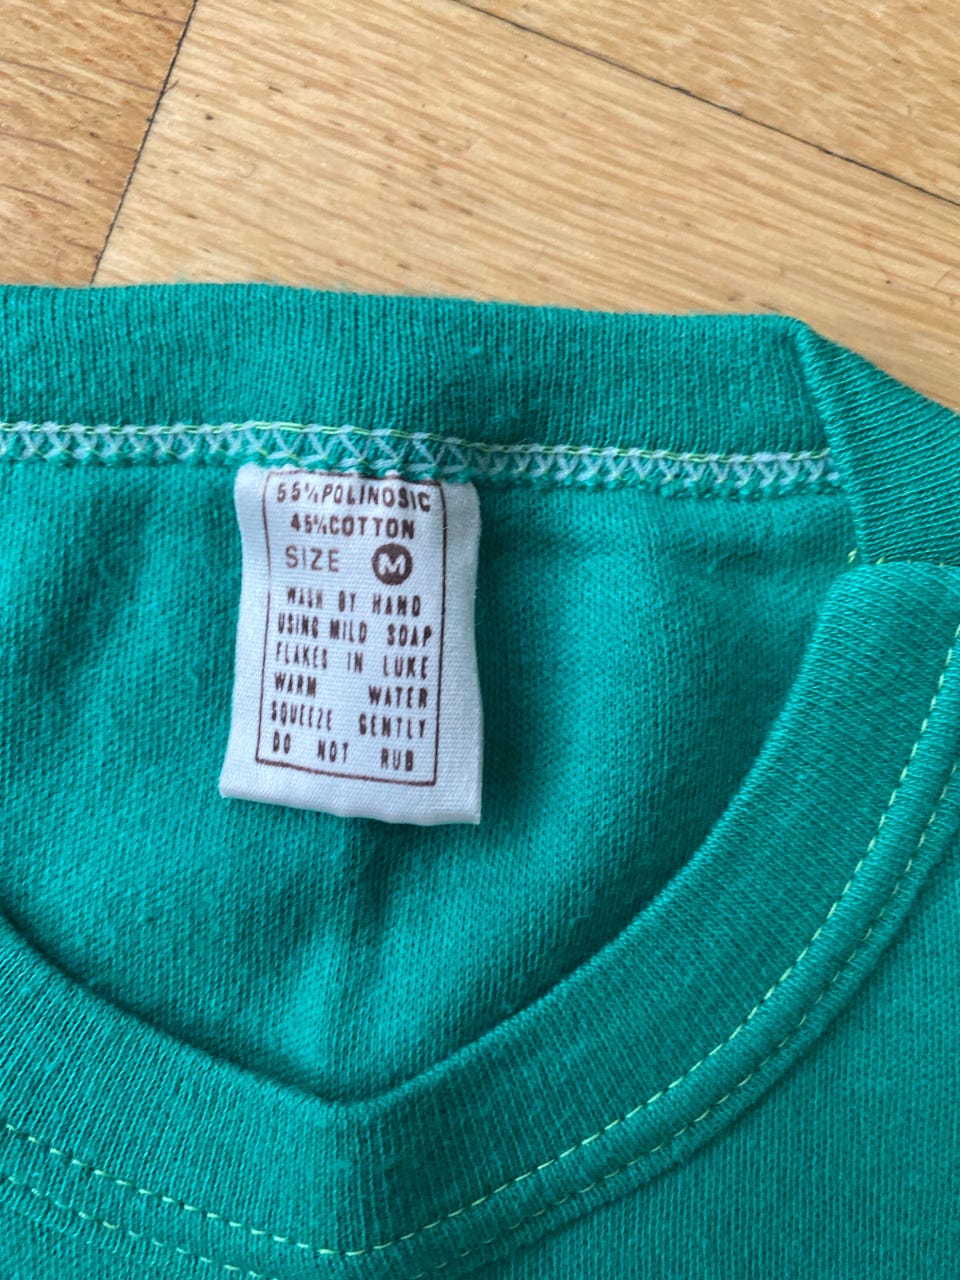 55%POLINOSIC
45%COTTON
SIZE M
WASH BY HAND
USING MILD SOAP
FLAKES IN LUKE
WARM WATER
SQUEEZE GENTLY
DO NOT RUB